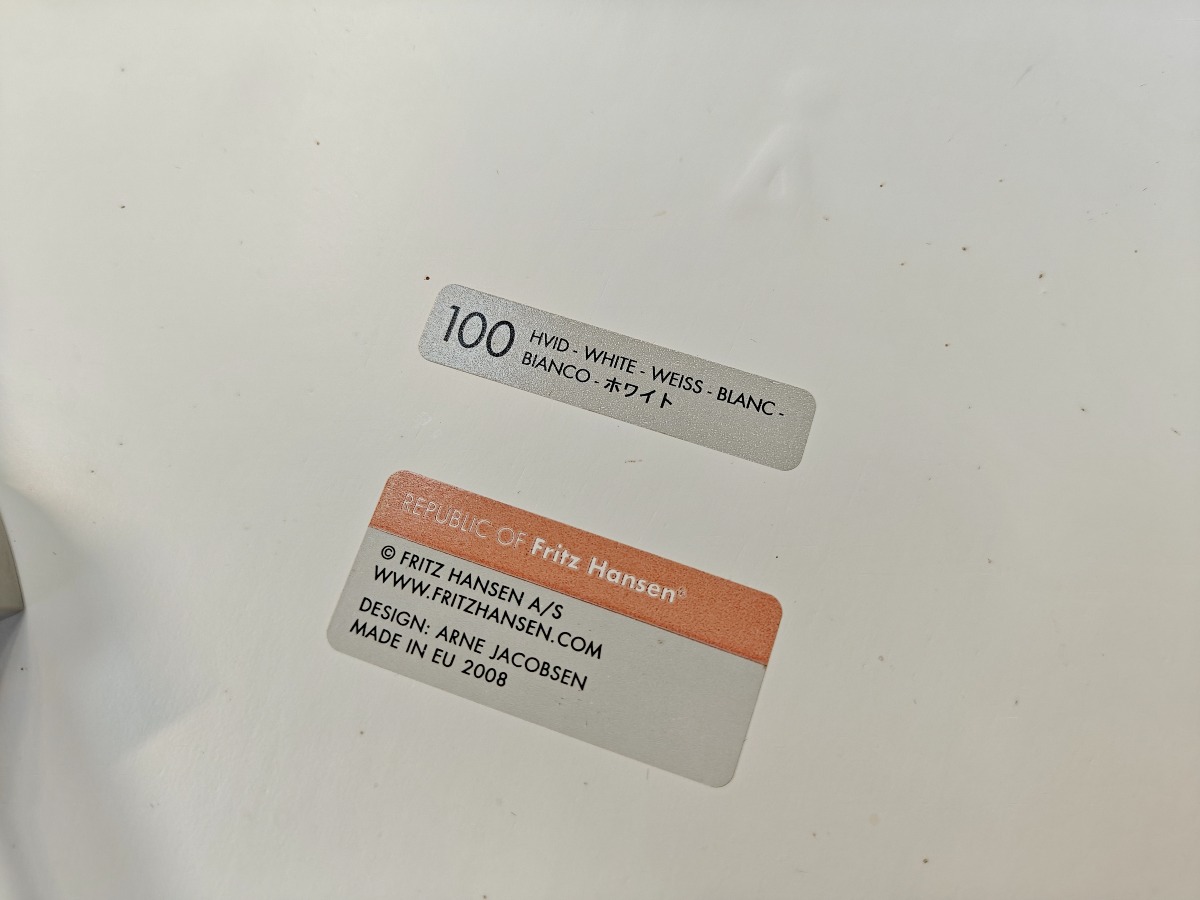 100
HVID - WHITE - WEISS - BLANC -
BIANCO - ホワイト
REPUBLIC OF Fritz Hansen®
© FRITZ HANSEN A/S
WWW.FRITZHANSEN.COM
DESIGN: ARNE JACOBSEN
MADE IN EU 2008